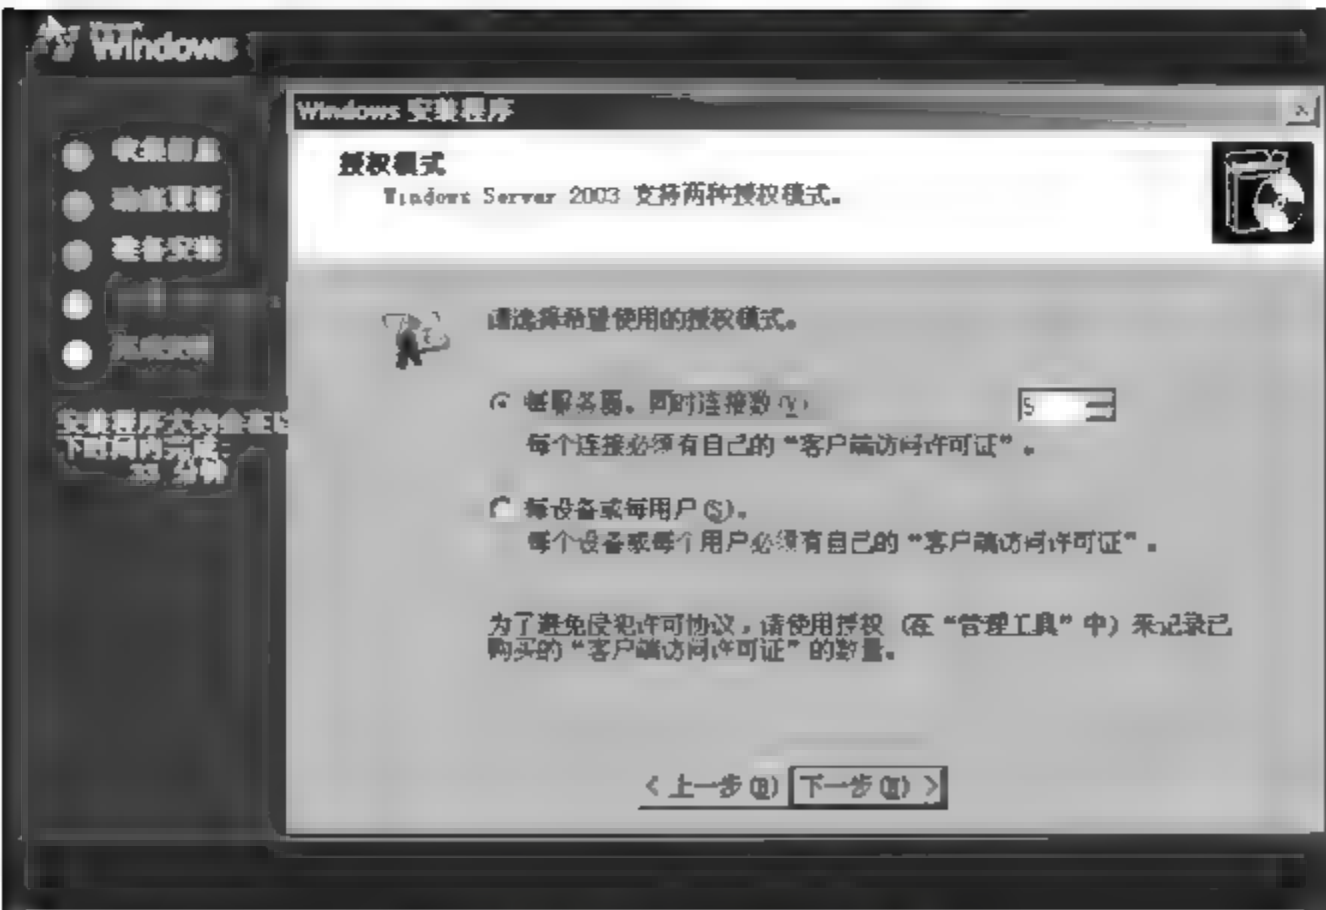 Windows
收集信息
动态更新
准备安装
安装程序大约会在以
下时间内完成:
33 分钟
Windows 安装程序
授权模式
Windows Server 2003 支持两种授权模式。
请选择希望使用的授权模式。
每服务器。同时连接数(Y)
5
每个连接必须有自己的“客户端访问许可证”。
每设备或每用户(S)。
每个设备或每个用户必须有自己的“客户端访问许可证”。
为了避免侵犯许可协议，请使用授权（在“管理工具”中）来记录已
购买的“客户端访问许可证”的数量。
< 上一步(B)
下一步(N) >